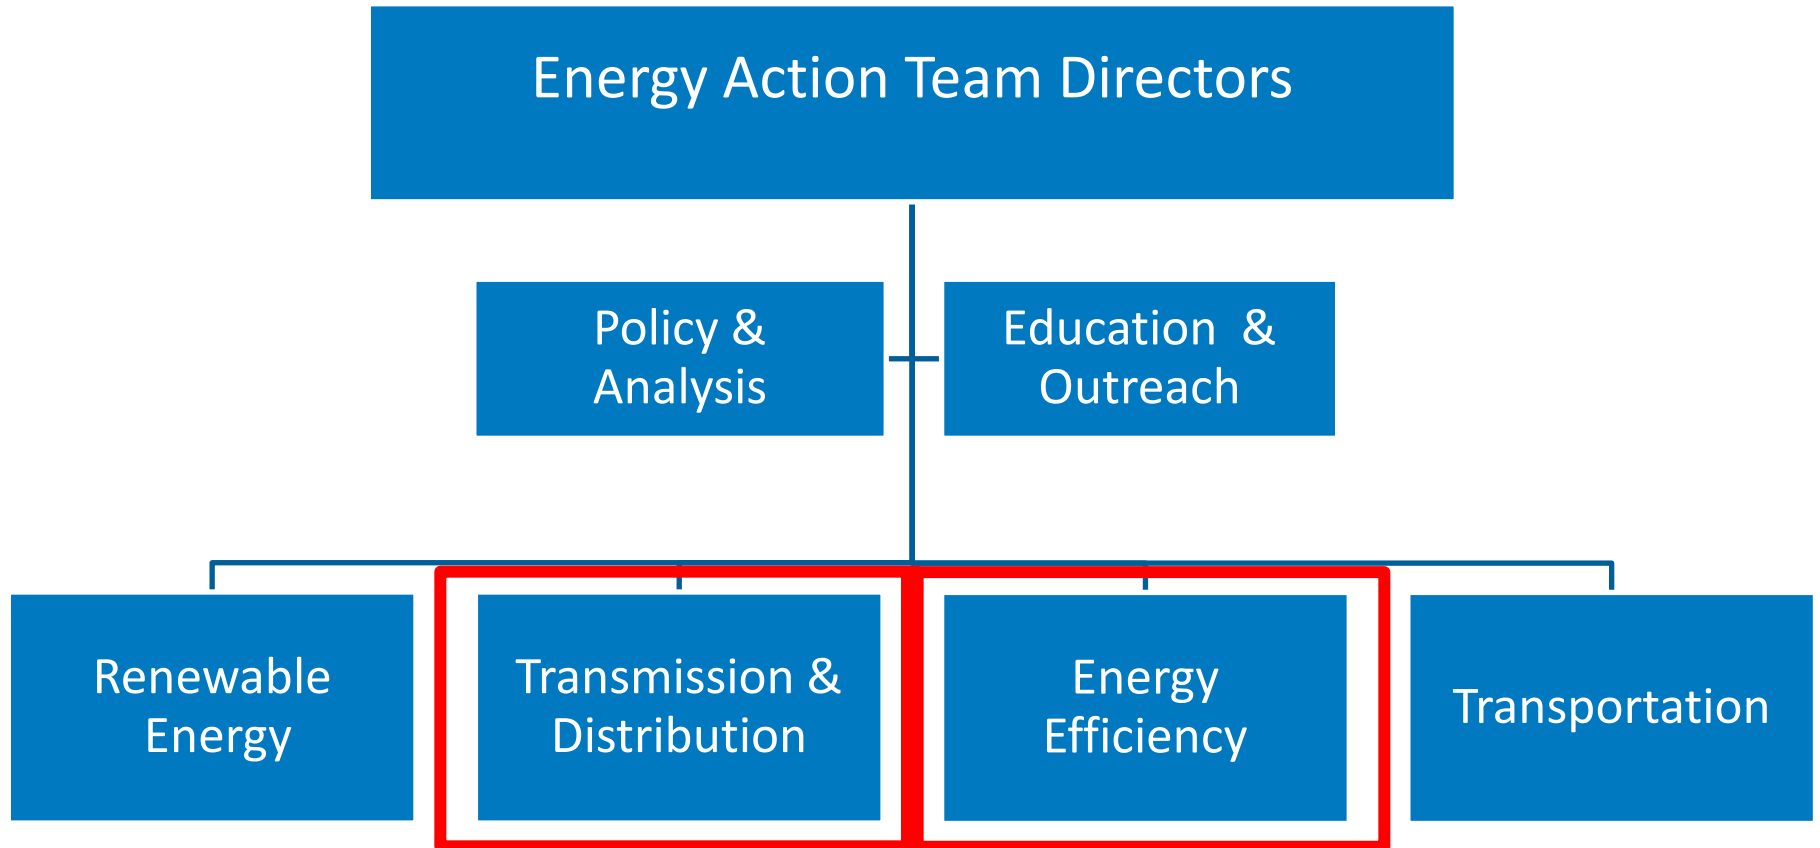 Energy Action Team Directors
Policy &
Analysis
Education  &
Outreach
Renewable
Energy
Transmission &
Distribution
Energy
Efficiency
Transportation